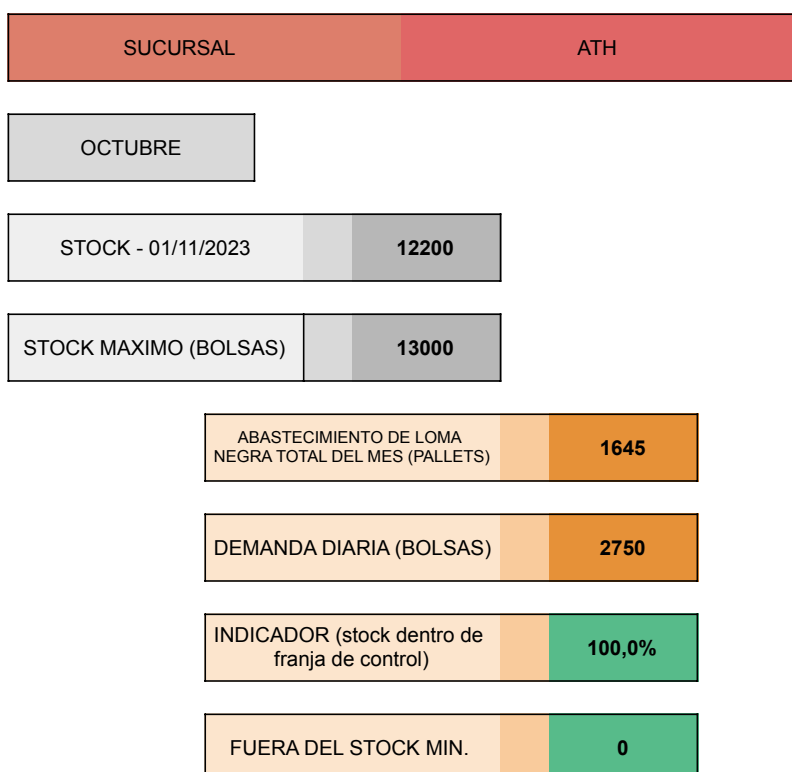 SUCURSAL ATH
OCTUBRE
STOCK - 01/11/2023 12200
STOCK MAXIMO (BOLSAS) 13000
ABASTECIMIENTO DE LOMA
NEGRA TOTAL DEL MES (PALLETS) 1645
DEMANDA DIARIA (BOLSAS) 2750
INDICADOR (stock dentro de
franja de control) 100,0%
FUERA DEL STOCK MIN. 0